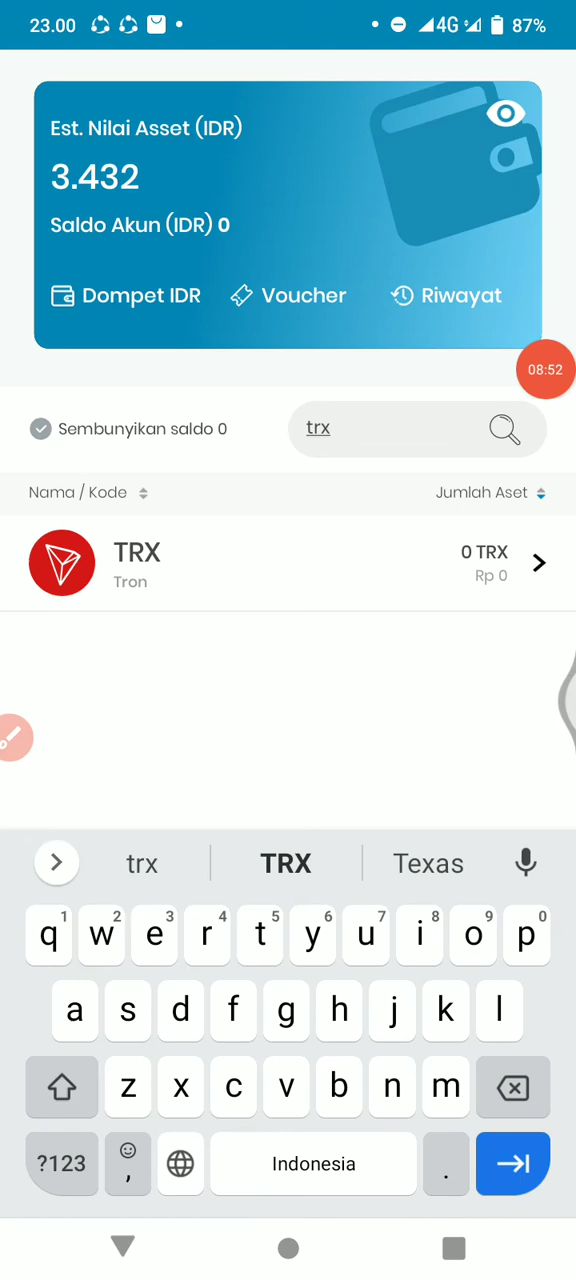 23.00 4G 87%
Est. Nilai Asset (IDR)
3.432
Saldo Akun (IDR) 0
Dompet IDR Voucher Riwayat
08:52
Sembunyikan saldo 0 trx
Nama / Kode Jumlah Aset
TRX 0 TRX
Tron Rp 0
trx TRX Texas
1 2 3 4 5 6 7 8 9 0
q w e r t y u i o p
a s d f g h j k l
z x c v b n m
?123 , Indonesia .